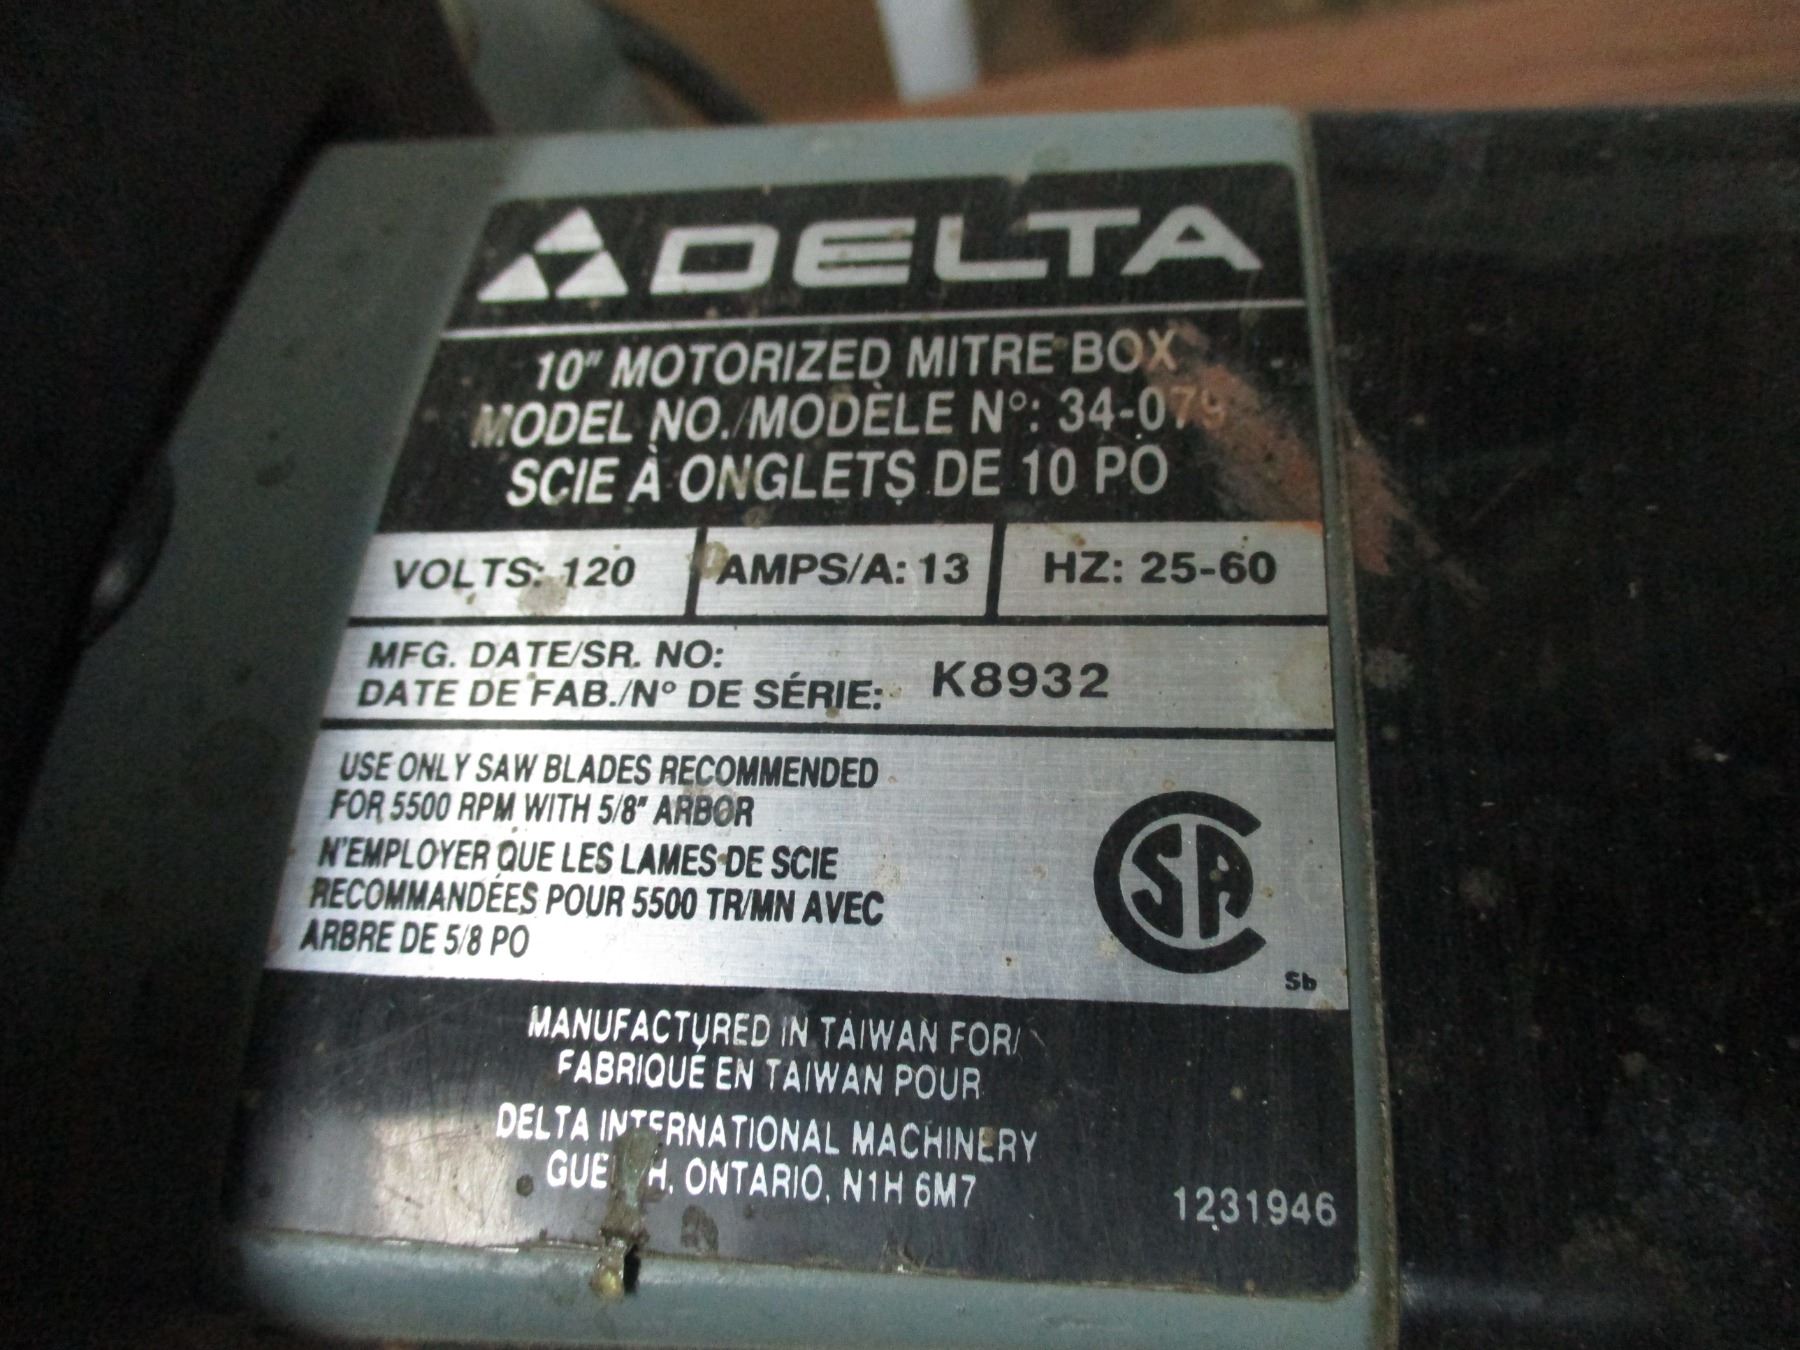 DELTA
10" MOTORIZED MITRE BOX
MODEL NO./MODÈLE Nº: 34-079
SCIE À ONGLETS DE 10 PO
VOLTS: 120 AMPS/A: 13 HZ: 25-60
MFG. DATE/SR. NO:
DATE DE FAB./Nº DE SÉRIE: K8932
USE ONLY SAW BLADES RECOMMENDED
FOR 5500 RPM WITH 5/8" ARBOR
N'EMPLOYER QUE LES LAMES DE SCIE
RECOMMANDÉES POUR 5500 TR/MN AVEC
ARBRE DE 5/8 PO
CSA
Sb
MANUFACTURED IN TAIWAN FOR/
FABRIQUÉ EN TAIWAN POUR
DELTA INTERNATIONAL MACHINERY
ONTARIO, N1H 6M7
1231946